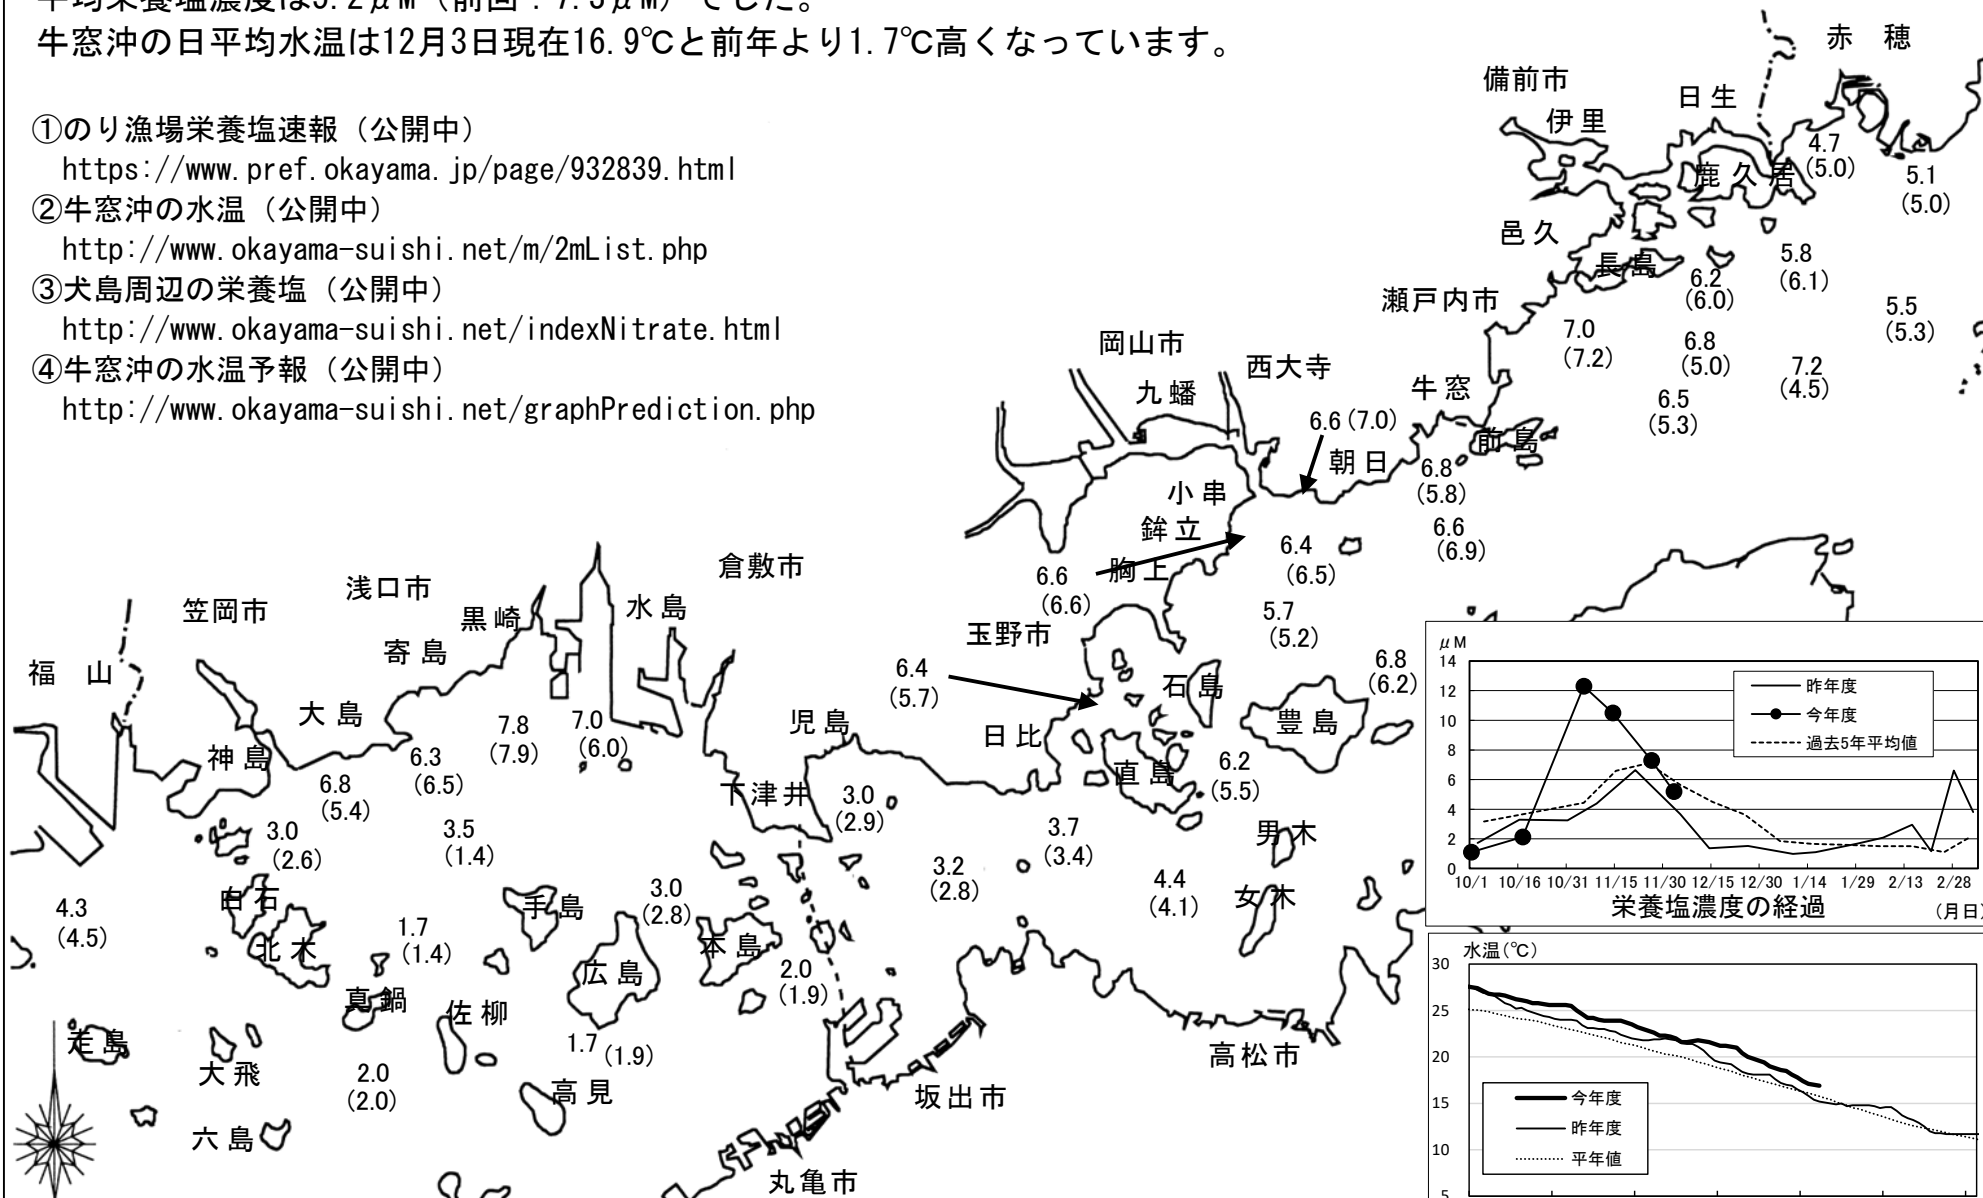 平均栄養塩濃度は5.2μM（前回：7.3μM）でした。
牛窓沖の日平均水温は12月3日現在16.9℃と前年より1.7℃高くなっています。
①のり漁場栄養塩速報（公開中）
https://www.pref.okayama.jp/page/932839.html
②牛窓沖の水温（公開中）
http://www.okayama-suishi.net/m/2mList.php
③犬島周辺の栄養塩（公開中）
http://www.okayama-suishi.net/indexNitrate.html
④牛窓沖の水温予報（公開中）
http://www.okayama-suishi.net/graphPrediction.php
赤 穂
備前市
日生
伊里
4.7
(5.0)
鹿久居
5.1
(5.0)
邑久
長島
5.8
(6.1)
6.2
(6.0)
瀬戸内市
5.5
(5.3)
7.0
(7.2)
6.8
(5.0)
岡山市
西大寺
7.2
(4.5)
九蟠
牛窓
6.5
(5.3)
6.6(7.0)
前島
朝日
6.8
(5.8)
小串
鉾立
6.6
(6.9)
6.4
(6.5)
胸上
6.6
(6.6)
倉敷市
浅口市
笠岡市
黒崎
水島
5.7
(5.2)
玉野市
寄島
福 山
6.4
(5.7)
6.8
(6.2)
石島
大島
7.8
(7.9)
7.0
(6.0)
児島
日比
豊島
神島
6.3
(6.5)
6.2
(5.5)
直島
6.8
(5.4)
下津井
3.0
(2.9)
3.0
(2.6)
3.5
(1.4)
3.7
(3.4)
男木
3.2
(2.8)
4.4
(4.1)
女木
3.0
(2.8)
白石
手島
4.3
(4.5)
1.7
(1.4)
北木
本島
広島
2.0
(1.9)
真鍋
佐柳
走島
1.7
(1.9)
高松市
大飛
2.0
(2.0)
高見
坂出市
六島
丸亀市
μM
14
12
10
8
6
4
2
0
昨年度
今年度
過去5年平均値
10/1 10/16 10/31 11/15 11/30 12/15 12/30 1/14 1/29 2/13 2/28
栄養塩濃度の経過
(月日)
水温(℃)
30
25
20
15
10
5
今年度
昨年度
平年値